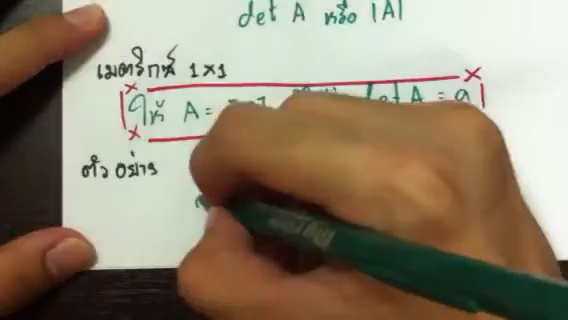 det A หรือ |A|
เมตริกซ์ 1×1
ให้ A = det A = a
ตัวอย่าง